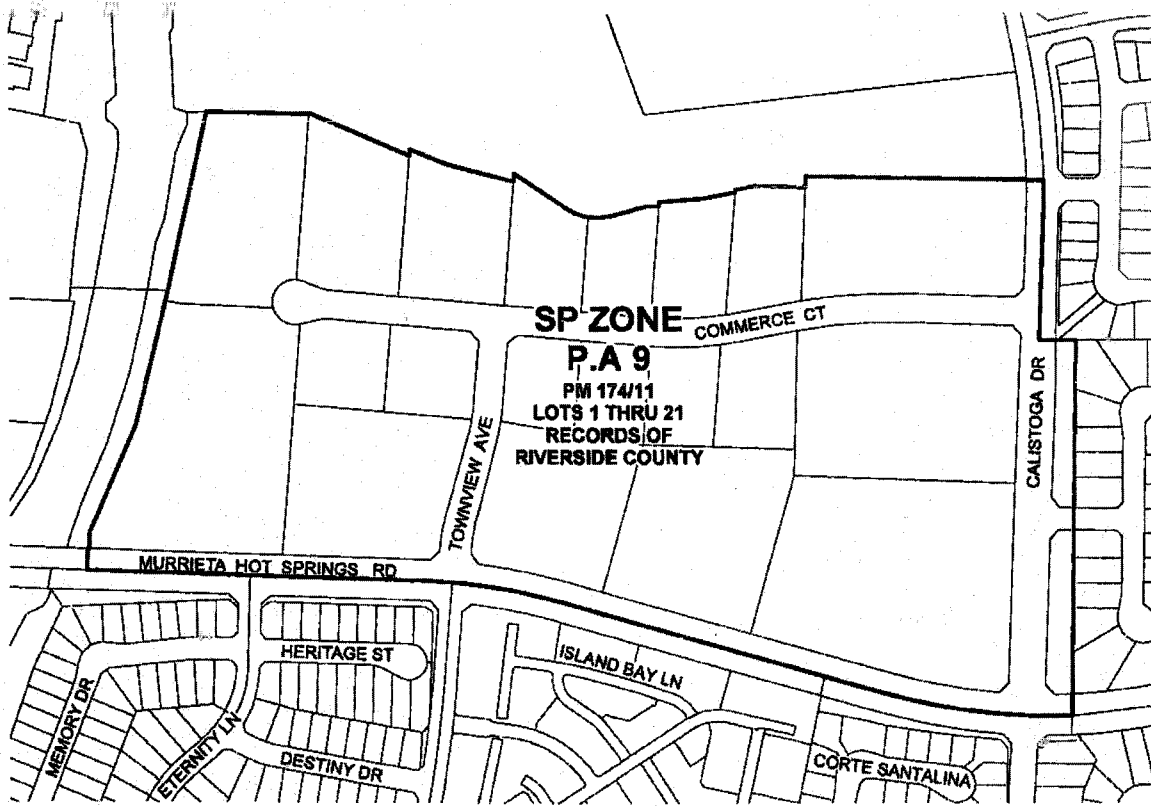 SP ZONE
COMMERCE CT
P.A 9
PM 174/11
LOTS 1 THRU 21
RECORDS OF
RIVERSIDE COUNTY
TOWNVIEW AVE
CALISTOGA DR
MURRIETA HOT SPRINGS RD
HERITAGE ST
ISLAND BAY LN
MEMORY DR
ETERNITY LN
DESTINY DR
CORTE SANTALINA